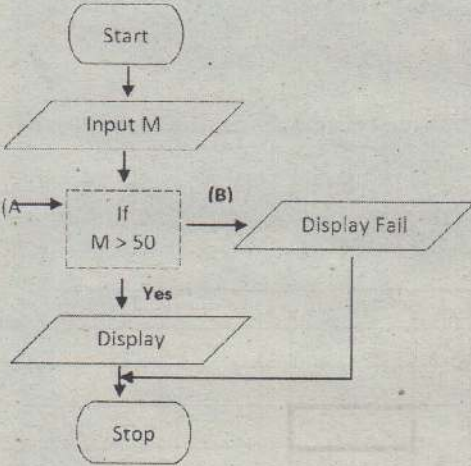 Start
Input M
(A
If
M > 50
(B)
Display Fail
Yes
Display
Stop